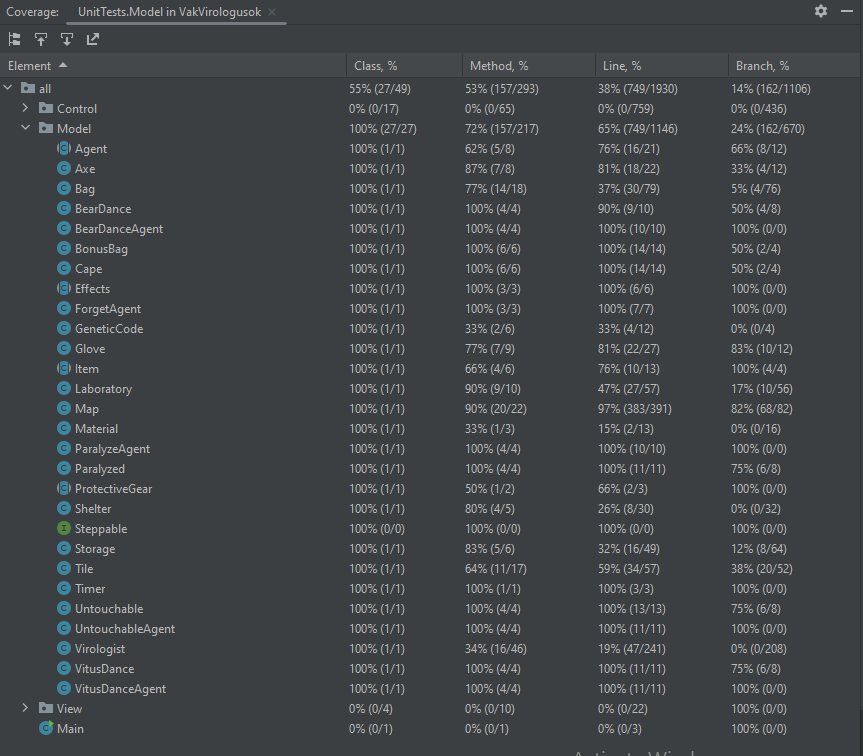 Coverage: UnitTests.Model in VakVirologusok ×
Element Class, % Method, % Line, % Branch, %
all 55% (27/49) 53% (157/293) 38% (749/1930) 14% (162/1106)
Control 0% (0/17) 0% (0/65) 0% (0/759) 0% (0/436)
Model 100% (27/27) 72% (157/217) 65% (749/1146) 24% (162/670)
Agent 100% (1/1) 62% (5/8) 76% (16/21) 66% (8/12)
Axe 100% (1/1) 87% (7/8) 81% (18/22) 33% (4/12)
Bag 100% (1/1) 77% (14/18) 37% (30/79) 5% (4/76)
BearDance 100% (1/1) 100% (4/4) 90% (9/10) 50% (4/8)
BearDanceAgent 100% (1/1) 100% (4/4) 100% (10/10) 100% (0/0)
BonusBag 100% (1/1) 100% (6/6) 100% (14/14) 50% (2/4)
Cape 100% (1/1) 100% (6/6) 100% (14/14) 50% (2/4)
Effects 100% (1/1) 100% (3/3) 100% (6/6) 100% (0/0)
ForgetAgent 100% (1/1) 100% (3/3) 100% (7/7) 100% (0/0)
GeneticCode 100% (1/1) 33% (2/6) 33% (4/12) 0% (0/4)
Glove 100% (1/1) 77% (7/9) 81% (22/27) 83% (10/12)
Item 100% (1/1) 66% (4/6) 76% (10/13) 100% (4/4)
Laboratory 100% (1/1) 90% (9/10) 47% (27/57) 17% (10/56)
Map 100% (1/1) 90% (20/22) 97% (383/391) 82% (68/82)
Material 100% (1/1) 33% (1/3) 15% (2/13) 0% (0/16)
ParalyzeAgent 100% (1/1) 100% (4/4) 100% (10/10) 100% (0/0)
Paralyzed 100% (1/1) 100% (4/4) 100% (11/11) 75% (6/8)
ProtectiveGear 100% (1/1) 50% (1/2) 66% (2/3) 100% (0/0)
Shelter 100% (1/1) 80% (4/5) 26% (8/30) 0% (0/32)
Steppable 100% (0/0) 100% (0/0) 100% (0/0) 100% (0/0)
Storage 100% (1/1) 83% (5/6) 32% (16/49) 12% (8/64)
Tile 100% (1/1) 64% (11/17) 59% (34/57) 38% (20/52)
Timer 100% (1/1) 100% (1/1) 100% (3/3) 100% (0/0)
Untouchable 100% (1/1) 100% (4/4) 100% (13/13) 75% (6/8)
UntouchableAgent 100% (1/1) 100% (4/4) 100% (11/11) 100% (0/0)
Virologist 100% (1/1) 34% (16/46) 19% (47/241) 0% (0/208)
VitusDance 100% (1/1) 100% (4/4) 100% (11/11) 75% (6/8)
VitusDanceAgent 100% (1/1) 100% (4/4) 100% (11/11) 100% (0/0)
View 0% (0/4) 0% (0/10) 0% (0/22) 100% (0/0)
Main 0% (0/1) 0% (0/1) 0% (0/3) 100% (0/0)